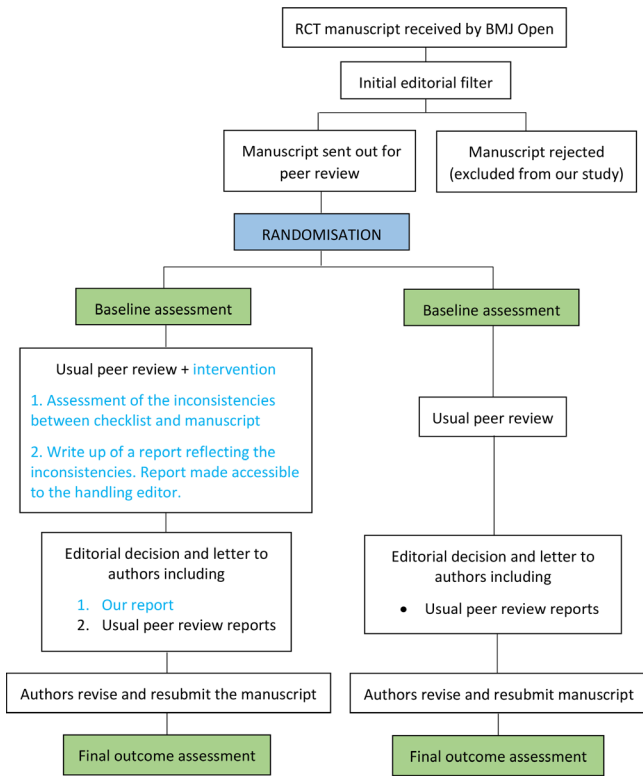 RCT manuscript received by BMJ Open
Initial editorial filter
Manuscript sent out for
peer review
Manuscript rejected
(excluded from our study)
RANDOMISATION
Baseline assessment
Baseline assessment
Usual peer review + intervention
1. Assessment of the inconsistencies
between checklist and manuscript
2. Write up of a report reflecting the
inconsistencies. Report made accessible
to the handling editor.
Usual peer review
Editorial decision and letter to
authors including
1. Our report
2. Usual peer review reports
Editorial decision and letter to
authors including
• Usual peer review reports
Authors revise and resubmit the manuscript
Authors revise and resubmit manuscript
Final outcome assessment
Final outcome assessment